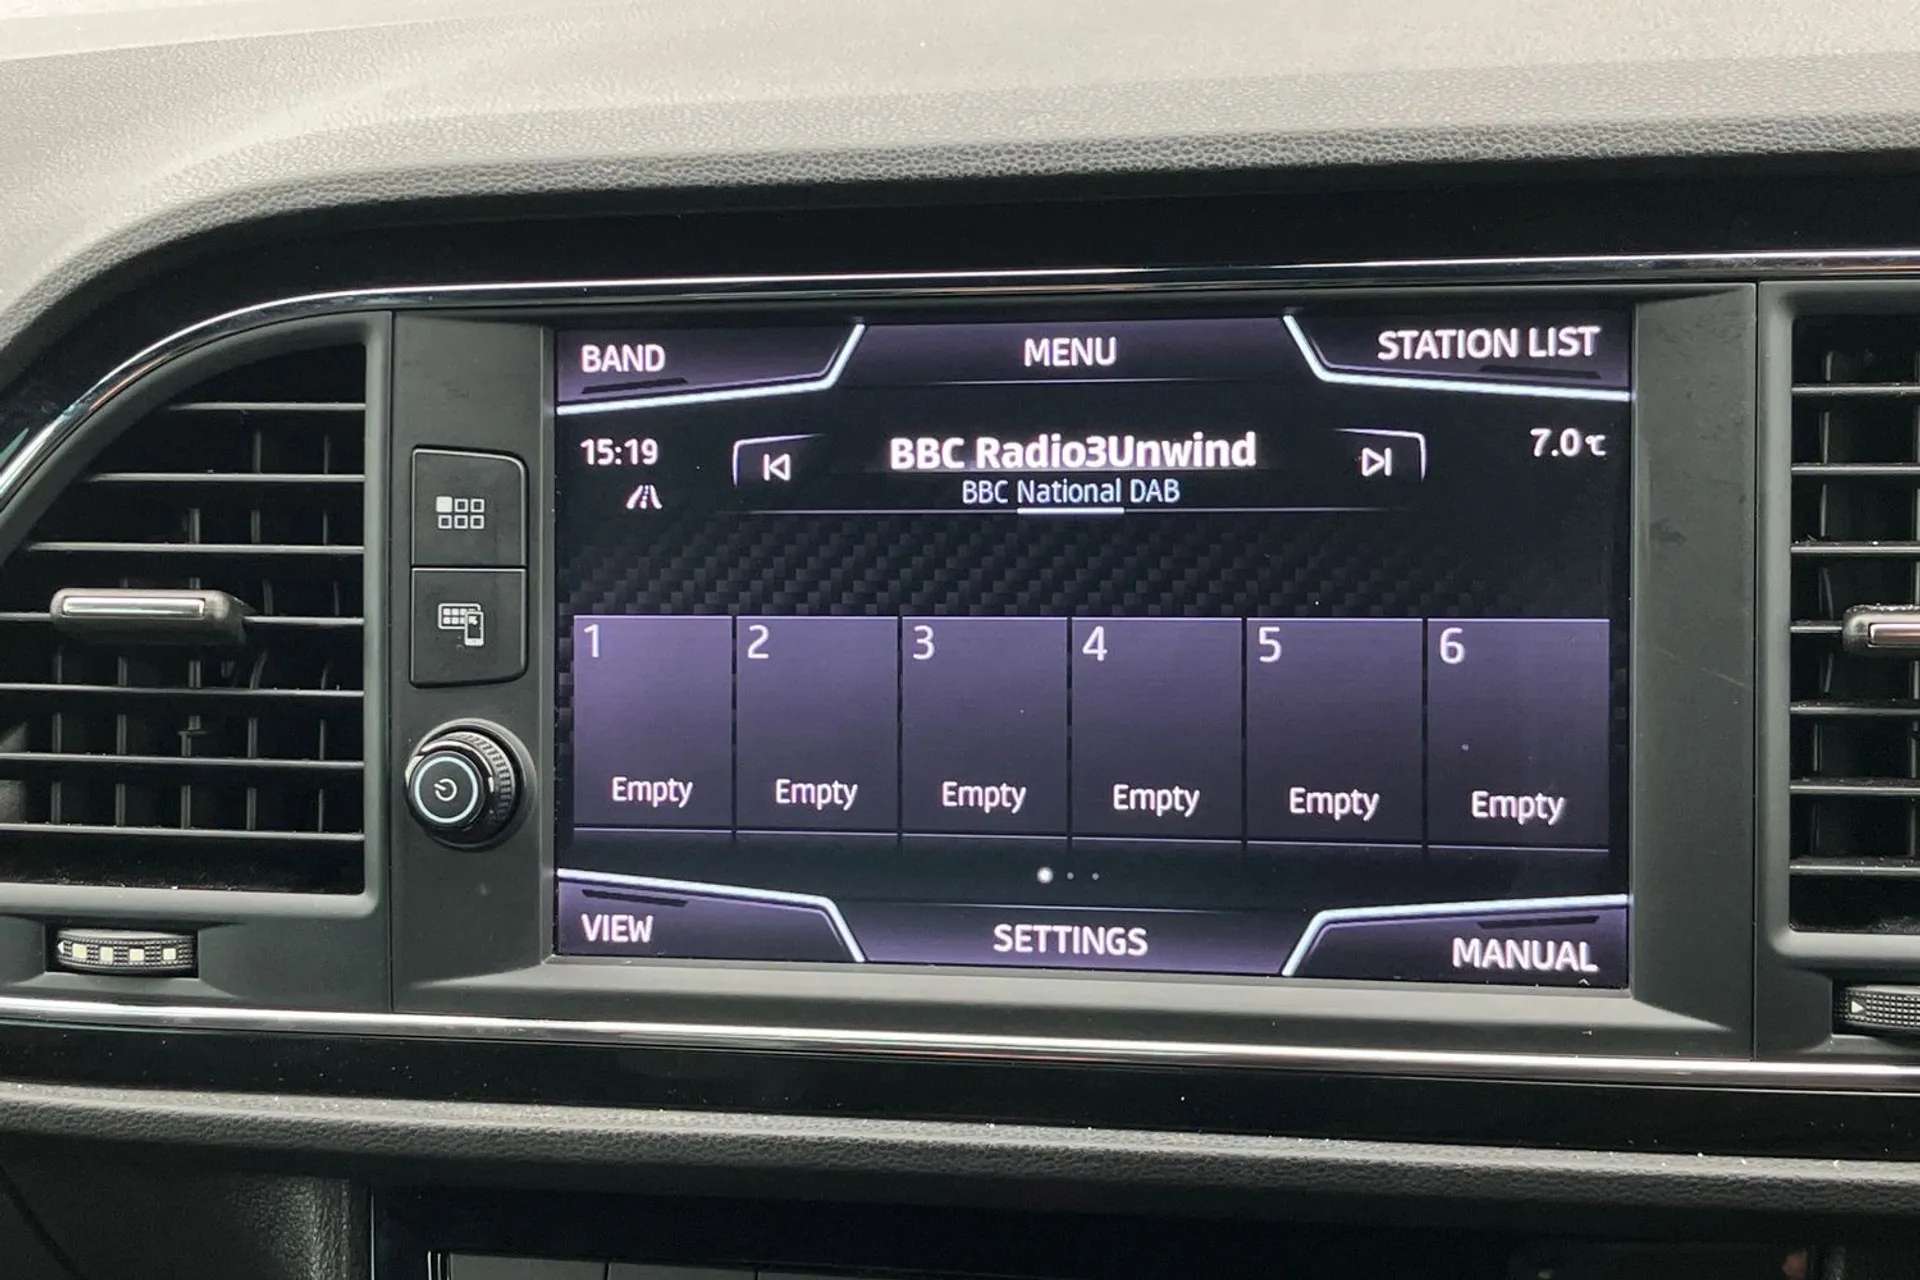 BAND
MENU
STATION LIST
15:19
BBC Radio3Unwind
7.0°C
BBC National DAB
1
2
3
4
5
6
Empty
Empty
Empty
Empty
Empty
Empty
VIEW
SETTINGS
MANUAL